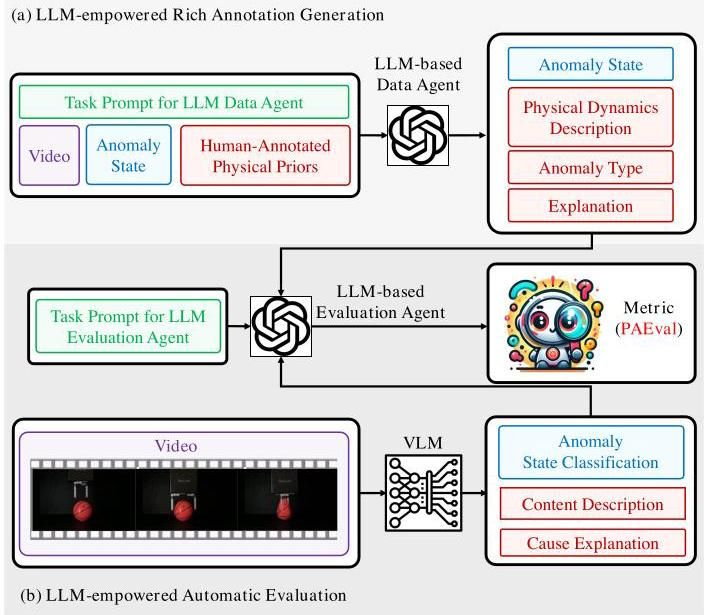 (a) LLM-empowered Rich Annotation Generation
Task Prompt for LLM Data Agent
Video
Anomaly
State
Human-Annotated
Physical Priors
LLM-based
Data Agent
Anomaly State
Physical Dynamics
Description
Anomaly Type
Explanation
Task Prompt for LLM
Evaluation Agent
LLM-based
Evaluation Agent
Metric
(PAEval)
Video
VLM
Anomaly
State Classification
Content Description
Cause Explanation
(b) LLM-empowered Automatic Evaluation